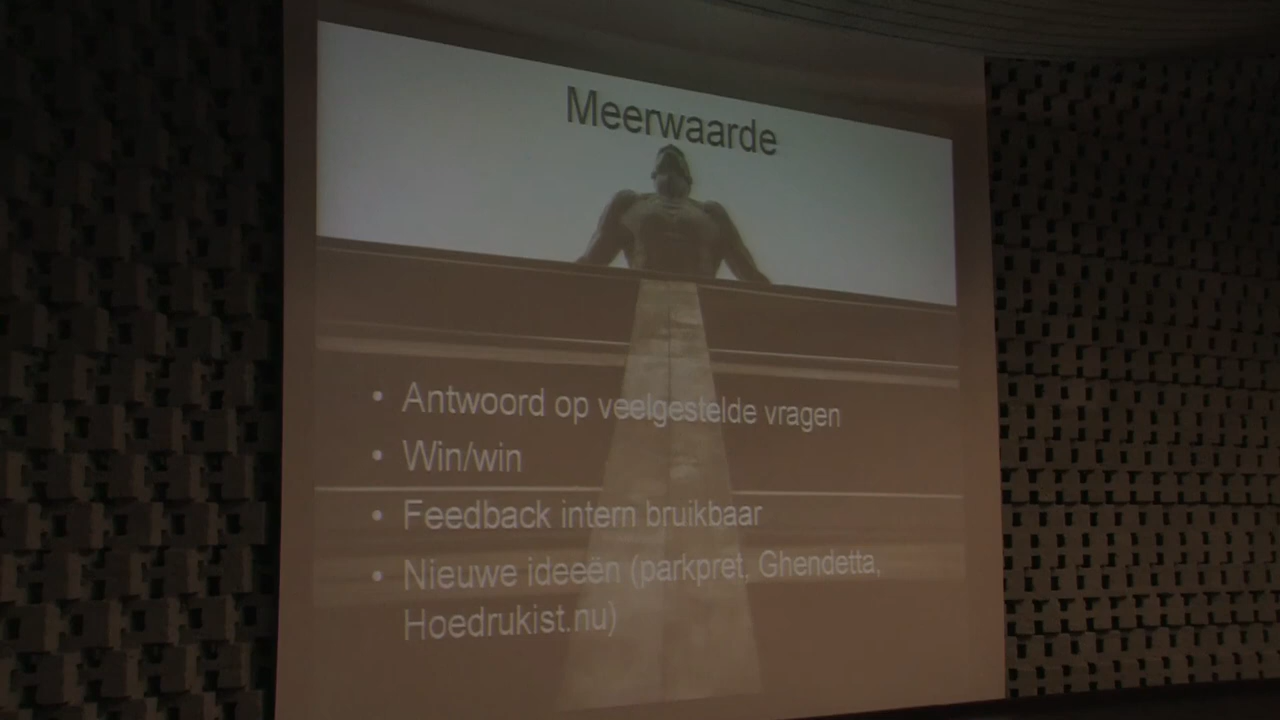 Meerwaarde
• Antwoord op veelgestelde vragen
• Win/win
• Feedback intern bruikbaar
• Nieuwe ideeën (parkpret, Ghendetta,
Hoedrukist.nu)